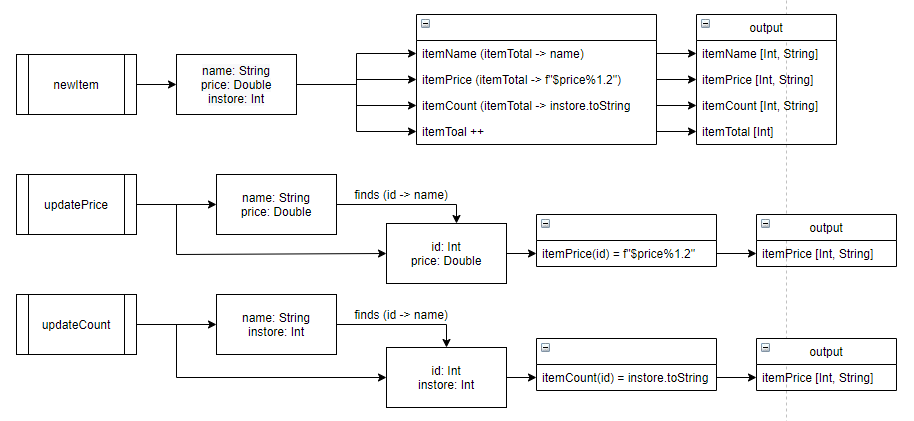 newItem
name: String
price: Double
instore: Int
itemName (itemTotal -> name)
itemPrice (itemTotal -> f"$price%1.2")
itemCount (itemTotal -> instore.toString
itemToal ++
output
itemName [Int, String]
itemPrice [Int, String]
itemCount [Int, String]
itemTotal [Int]
updatePrice
name: String
price: Double
finds (id -> name)
id: Int
price: Double
itemPrice(id) = f"$price%1.2"
output
itemPrice [Int, String]
updateCount
name: String
instore: Int
finds (id -> name)
id: Int
instore: Int
itemCount(id) = instore.toString
output
itemPrice [Int, String]